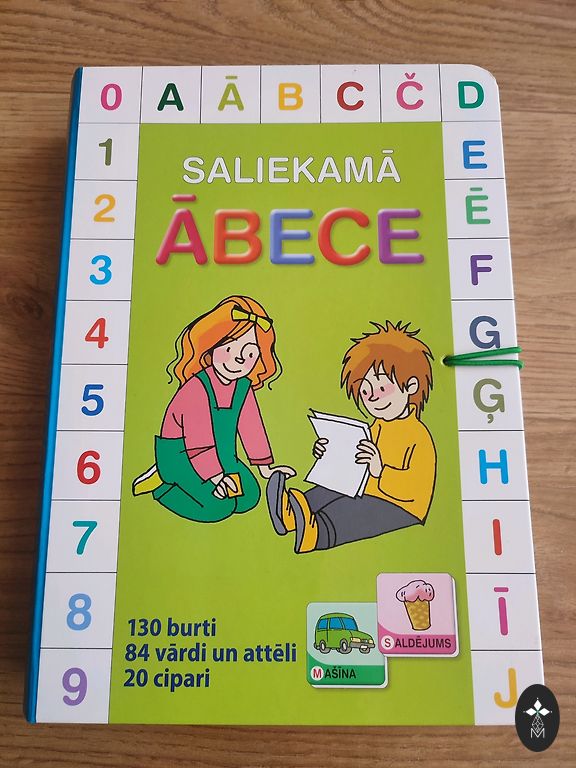 0 A Ā B C Č D
1 E
2 Ē
3 F
4 G
5 Ģ
6 H
7 I
8 Ī
9 J
SALIEKAMĀ
ĀBECE
130 burti
84 vārdi un attēli
20 cipari
MAŠĪNA
SALDĒJUMS
M